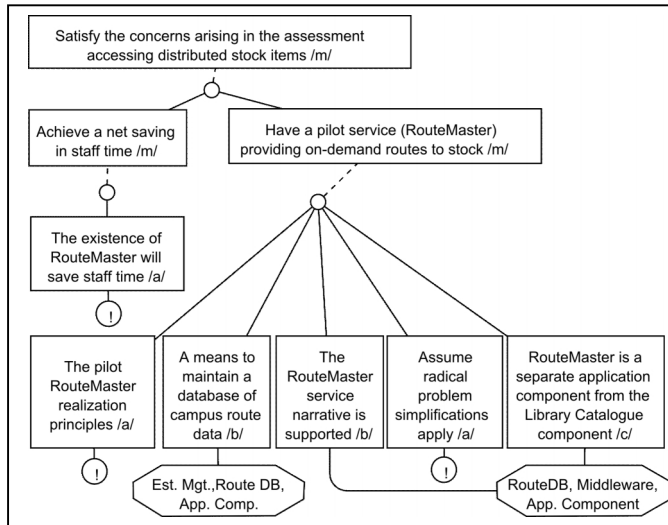 Satisfy the concerns arising in the assessment
accessing distributed stock items /m/
Achieve a net saving
in staff time /m/
Have a pilot service (RouteMaster)
providing on-demand routes to stock /m/
The existence of
RouteMaster will
save staff time /a/
!
The pilot
RouteMaster
realization
principles /a/
A means to
maintain a
database of
campus route
data /b/
The
RouteMaster
service
narrative is
supported /b/
Assume
radical
problem
simplifications
apply /a/
RouteMaster is a
separate application
component from the
Library Catalogue
component /c/
!
Est. Mgt.,Route DB,
App. Comp.
!
RouteDB, Middleware,
App. Component